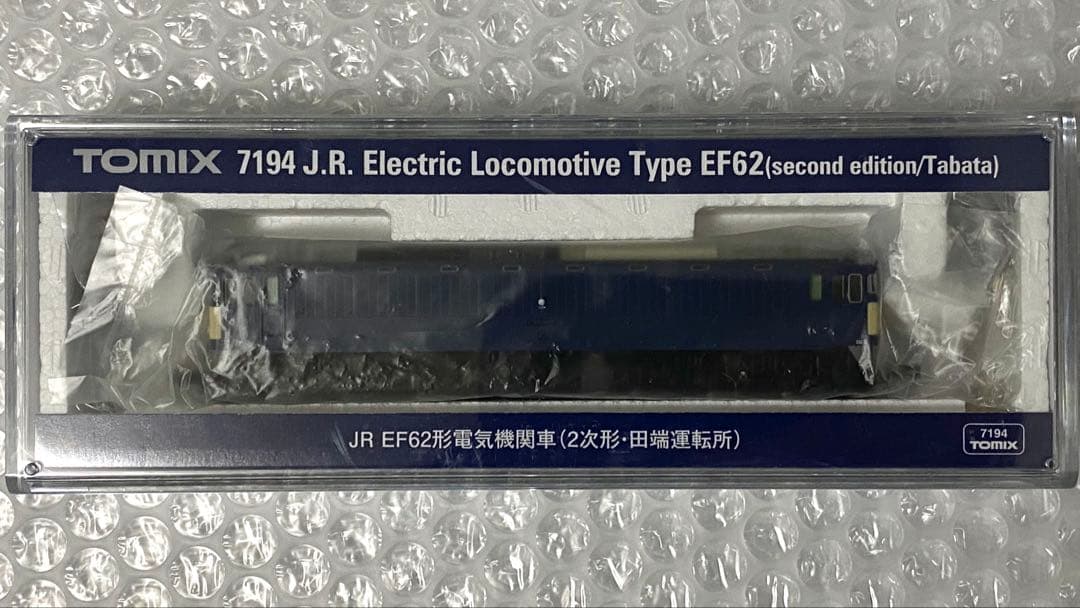 TOMIX 7194 J.R. Electric Locomotive Type EF62(second edition/Tabata)
JR EF62形電気機関車(2次形・田端運転所)
7194
TOMIX